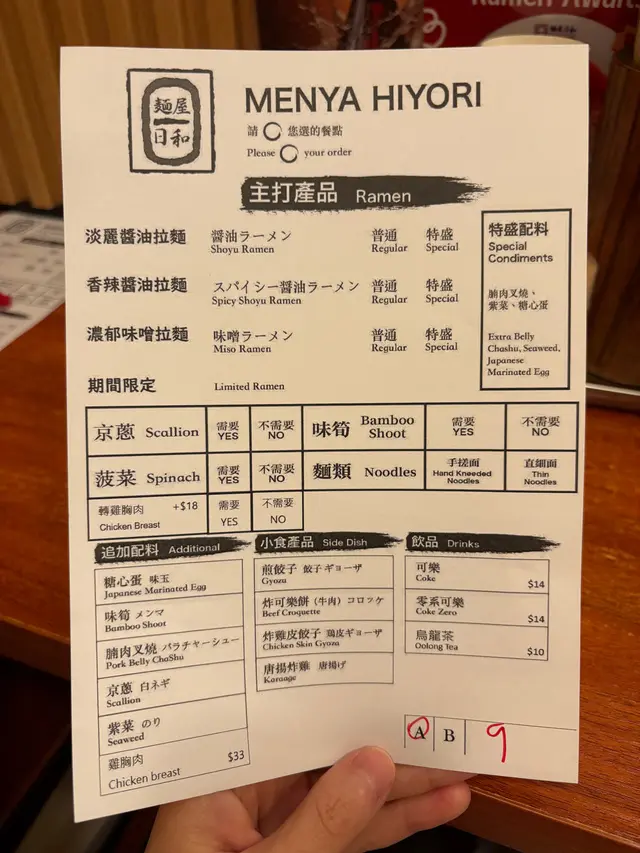 Ramen Awar
麵屋
日和
MENYA HIYORI
請 您選的餐點
Please your order
主打產品 Ramen
淡麗醬油拉麵 醤油ラーメン 普通 特盛
Shoyu Ramen Regular Special
香辣醬油拉麵 スパイシー醤油ラーメン 普通 特盛
Spicy Shoyu Ramen Regular Special
濃郁味噌拉麵 味噌ラーメン 普通 特盛
Miso Ramen Regular Special
期間限定 Limited Ramen
特盛配料
Special
Condiments
腩肉叉燒、
紫菜、糖心蛋
Extra Belly
Chashu, Seaweed,
Japanese
Marinated Egg
京蔥 Scallion 需要 YES 不需要 NO 味筍 Bamboo Shoot 需要 YES 不需要 NO
菠菜 Spinach 需要 YES 不需要 NO 麵類 Noodles 手搓面 Hand Kneeded Noodles 直細面 Thin Noodles
轉雞胸肉 +$18 需要 不需要
Chicken Breast YES NO
追加配料 Additional
糖心蛋 味玉
Japanese Marinated Egg
味筍 メンマ
Bamboo Shoot
腩肉叉燒 バラチャーシュー
Pork Belly ChaShu
京蔥 白ネギ
Scallion
紫菜 のり
Seaweed
雞胸肉 $33
Chicken breast
小食產品 Side Dish
煎餃子 餃子ギョーザ
Gyozu
炸可樂餅（牛肉）コロッケ
Beef Croquette
炸雞皮餃子 鶏皮ギョーザ
Chicken Skin Gyoza
唐揚炸雞 唐揚げ
Karaage
飲品 Drinks
可樂
Coke $14
零系可樂
Coke Zero $14
烏龍茶
Oolong Tea $10
A B 9